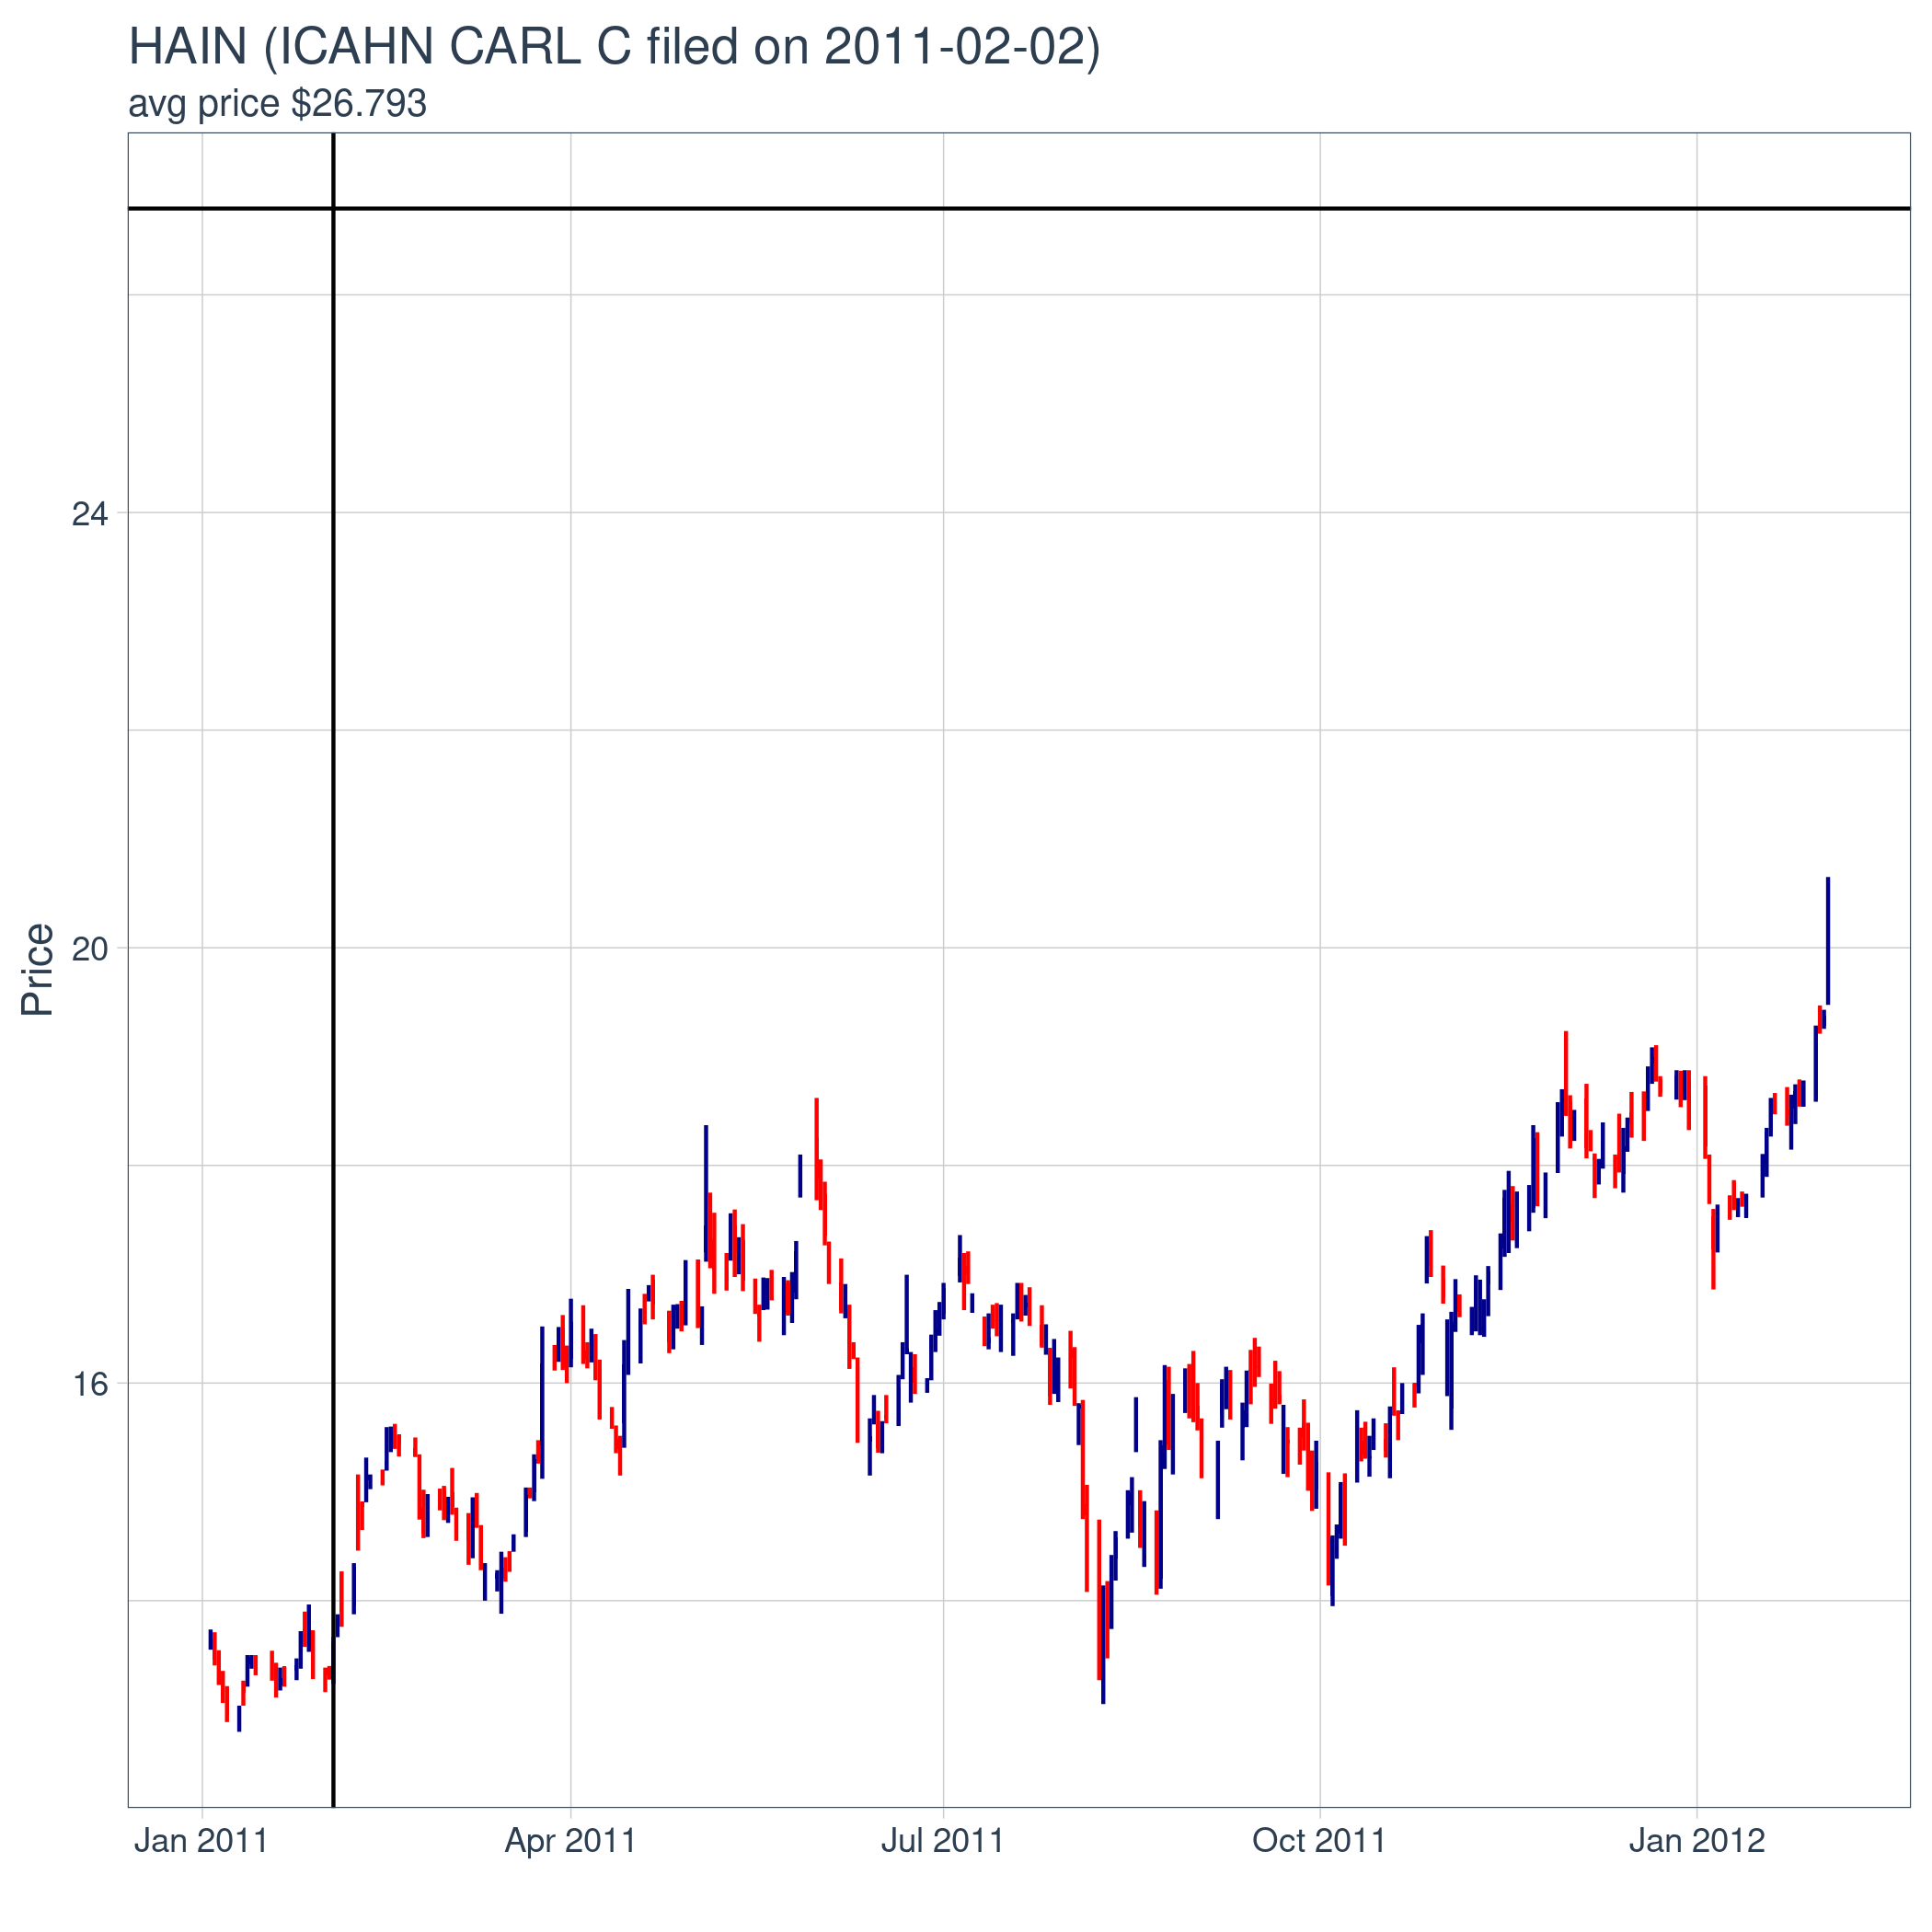 HAIN (ICAHN CARL C filed on 2011-02-02)
avg price $26.793
24
20
16
Price
Jan 2011
Apr 2011
Jul 2011
Oct 2011
Jan 2012